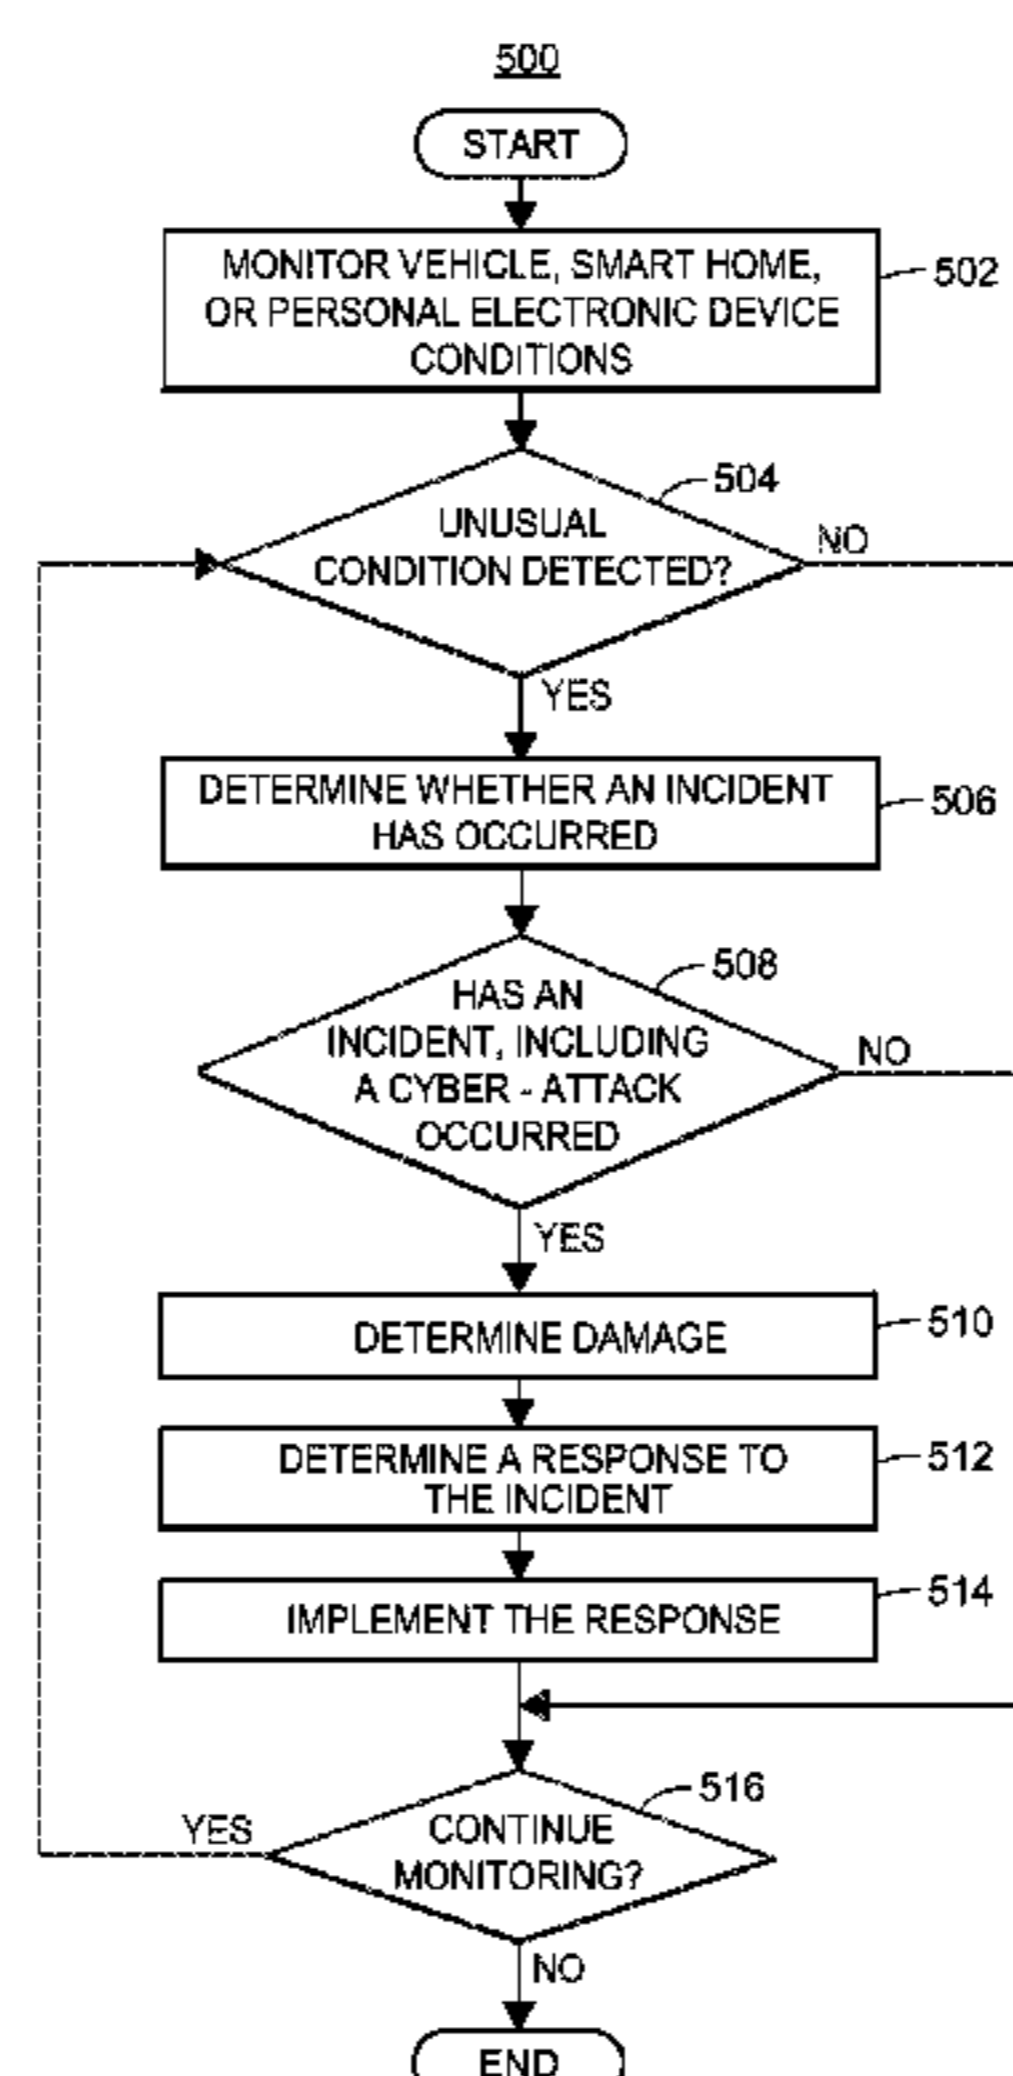 500
START
MONITOR VEHICLE, SMART HOME,
OR PERSONAL ELECTRONIC DEVICE
CONDITIONS
502
504
UNUSUAL
CONDITION DETECTED?
NO
YES
DETERMINE WHETHER AN INCIDENT
HAS OCCURRED
506
508
HAS AN
INCIDENT, INCLUDING
A CYBER - ATTACK
OCCURRED
NO
YES
DETERMINE DAMAGE
510
DETERMINE A RESPONSE TO
THE INCIDENT
512
IMPLEMENT THE RESPONSE
514
516
CONTINUE
MONITORING?
YES
NO
END